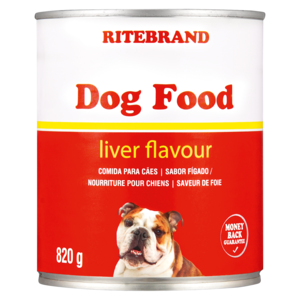 RITEBRAND
Dog Food
liver flavour
COMIDA PARA CÃES | SABOR FÍGADO /
NOURRITURE POUR CHIENS | SAVEUR DE FOIE
MONEY
BACK
GUARANTEE
820 g